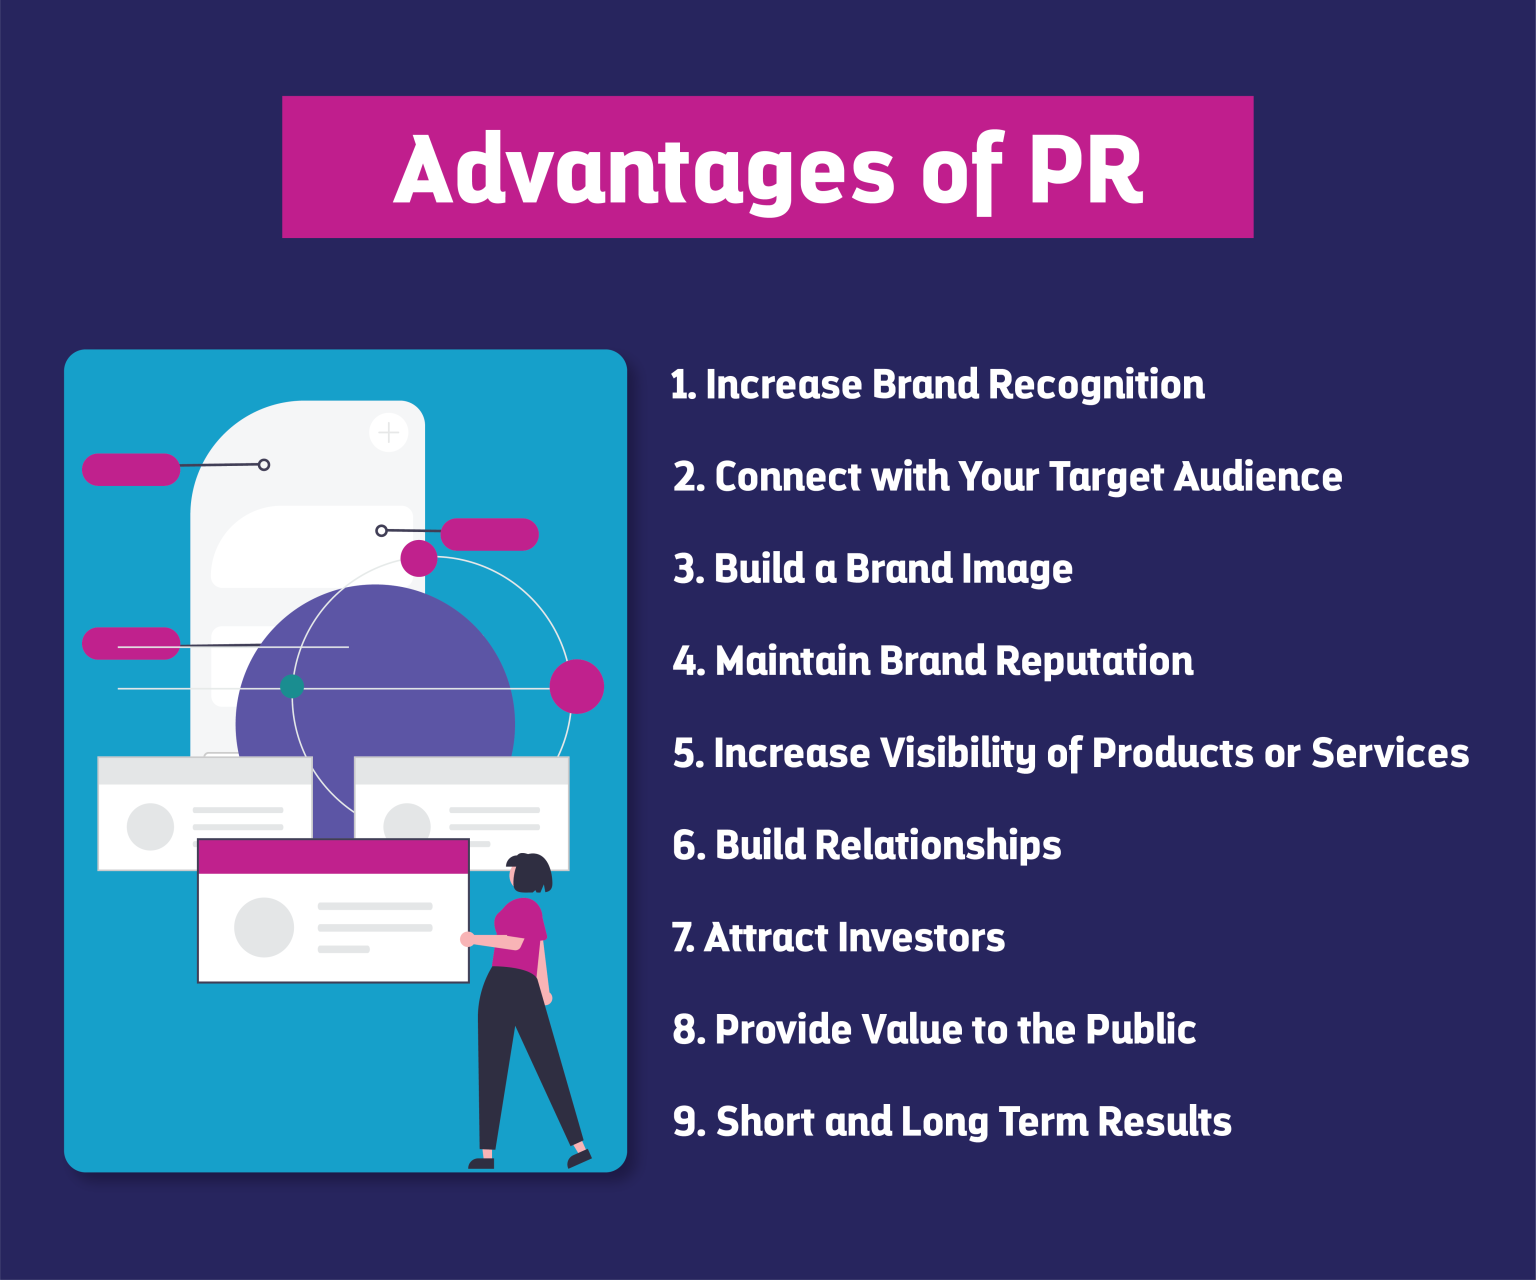 Advantages of PR
1. Increase Brand Recognition
2. Connect with Your Target Audience
3. Build a Brand Image
4. Maintain Brand Reputation
5. Increase Visibility of Products or Services
6. Build Relationships
7. Attract Investors
8. Provide Value to the Public
9. Short and Long Term Results